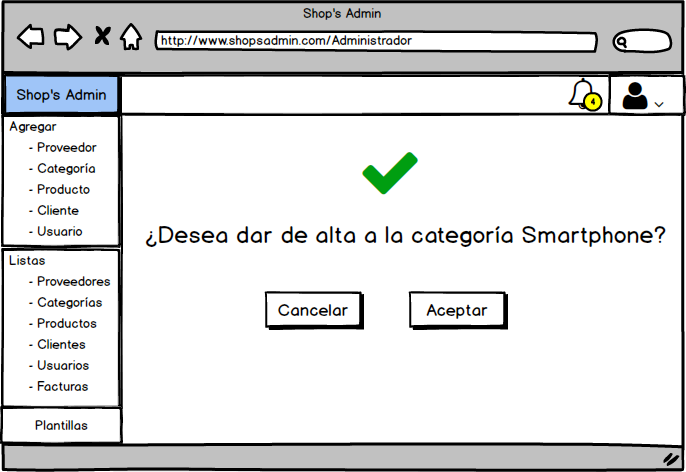 Shop's Admin
http://www.shopsadmin.com/Administrador
Shop's Admin
4
Agregar
- Proveedor
- Categoría
- Producto
- Cliente
- Usuario
Listas
- Proveedores
- Categorías
- Productos
- Clientes
- Usuarios
- Facturas
Plantillas
¿Desea dar de alta a la categoría Smartphone?
Cancelar
Aceptar